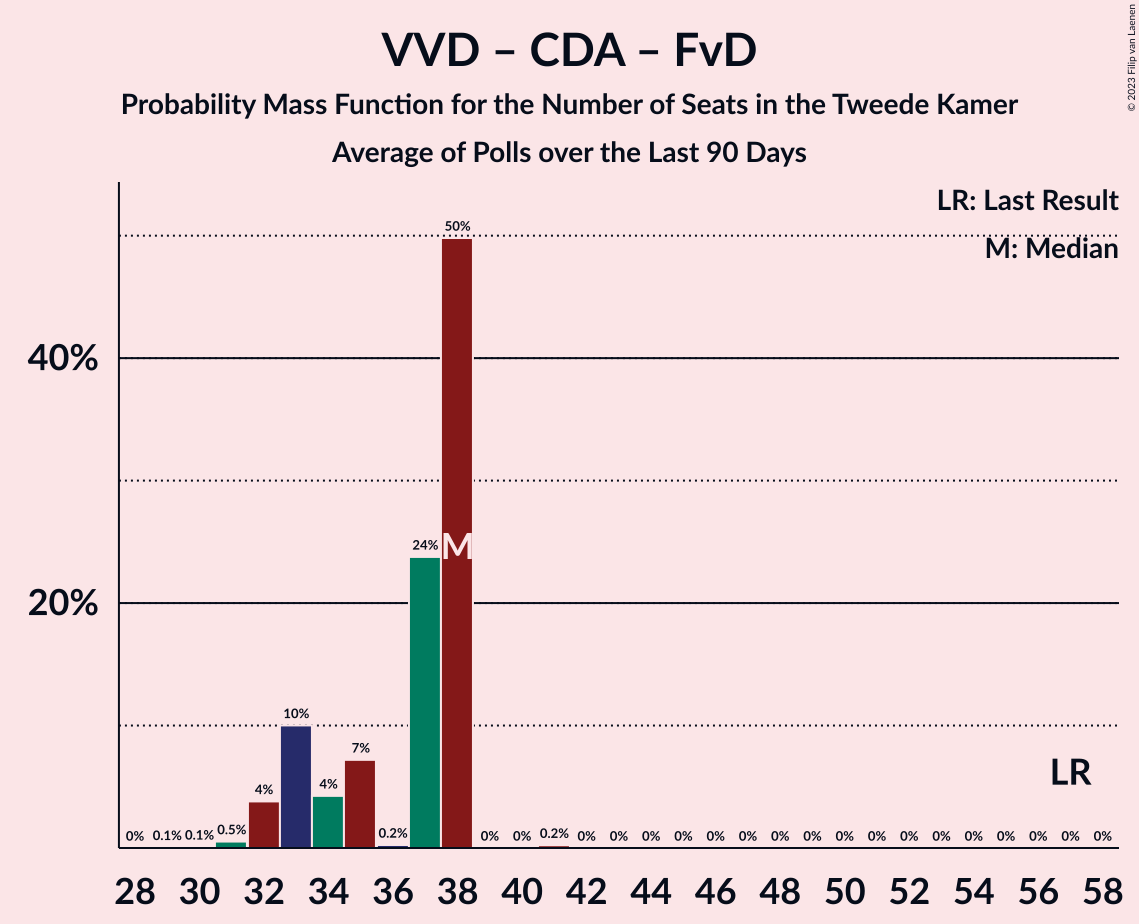 VVD – CDA – FvD
Probability Mass Function for the Number of Seats in the Tweede Kamer
Average of Polls over the Last 90 Days
© 2023 Filip van Laenen
LR: Last Result
M: Median
50%
40%
24%
M
20%
10%
7%
4%
4%
LR
0% 0.1% 0.1% 0.5% 0.2% 0% 0% 0.2% 0% 0% 0% 0% 0% 0% 0% 0% 0% 0% 0% 0% 0% 0% 0% 0% 0%
28 30 32 34 36 38 40 42 44 46 48 50 52 54 56 58